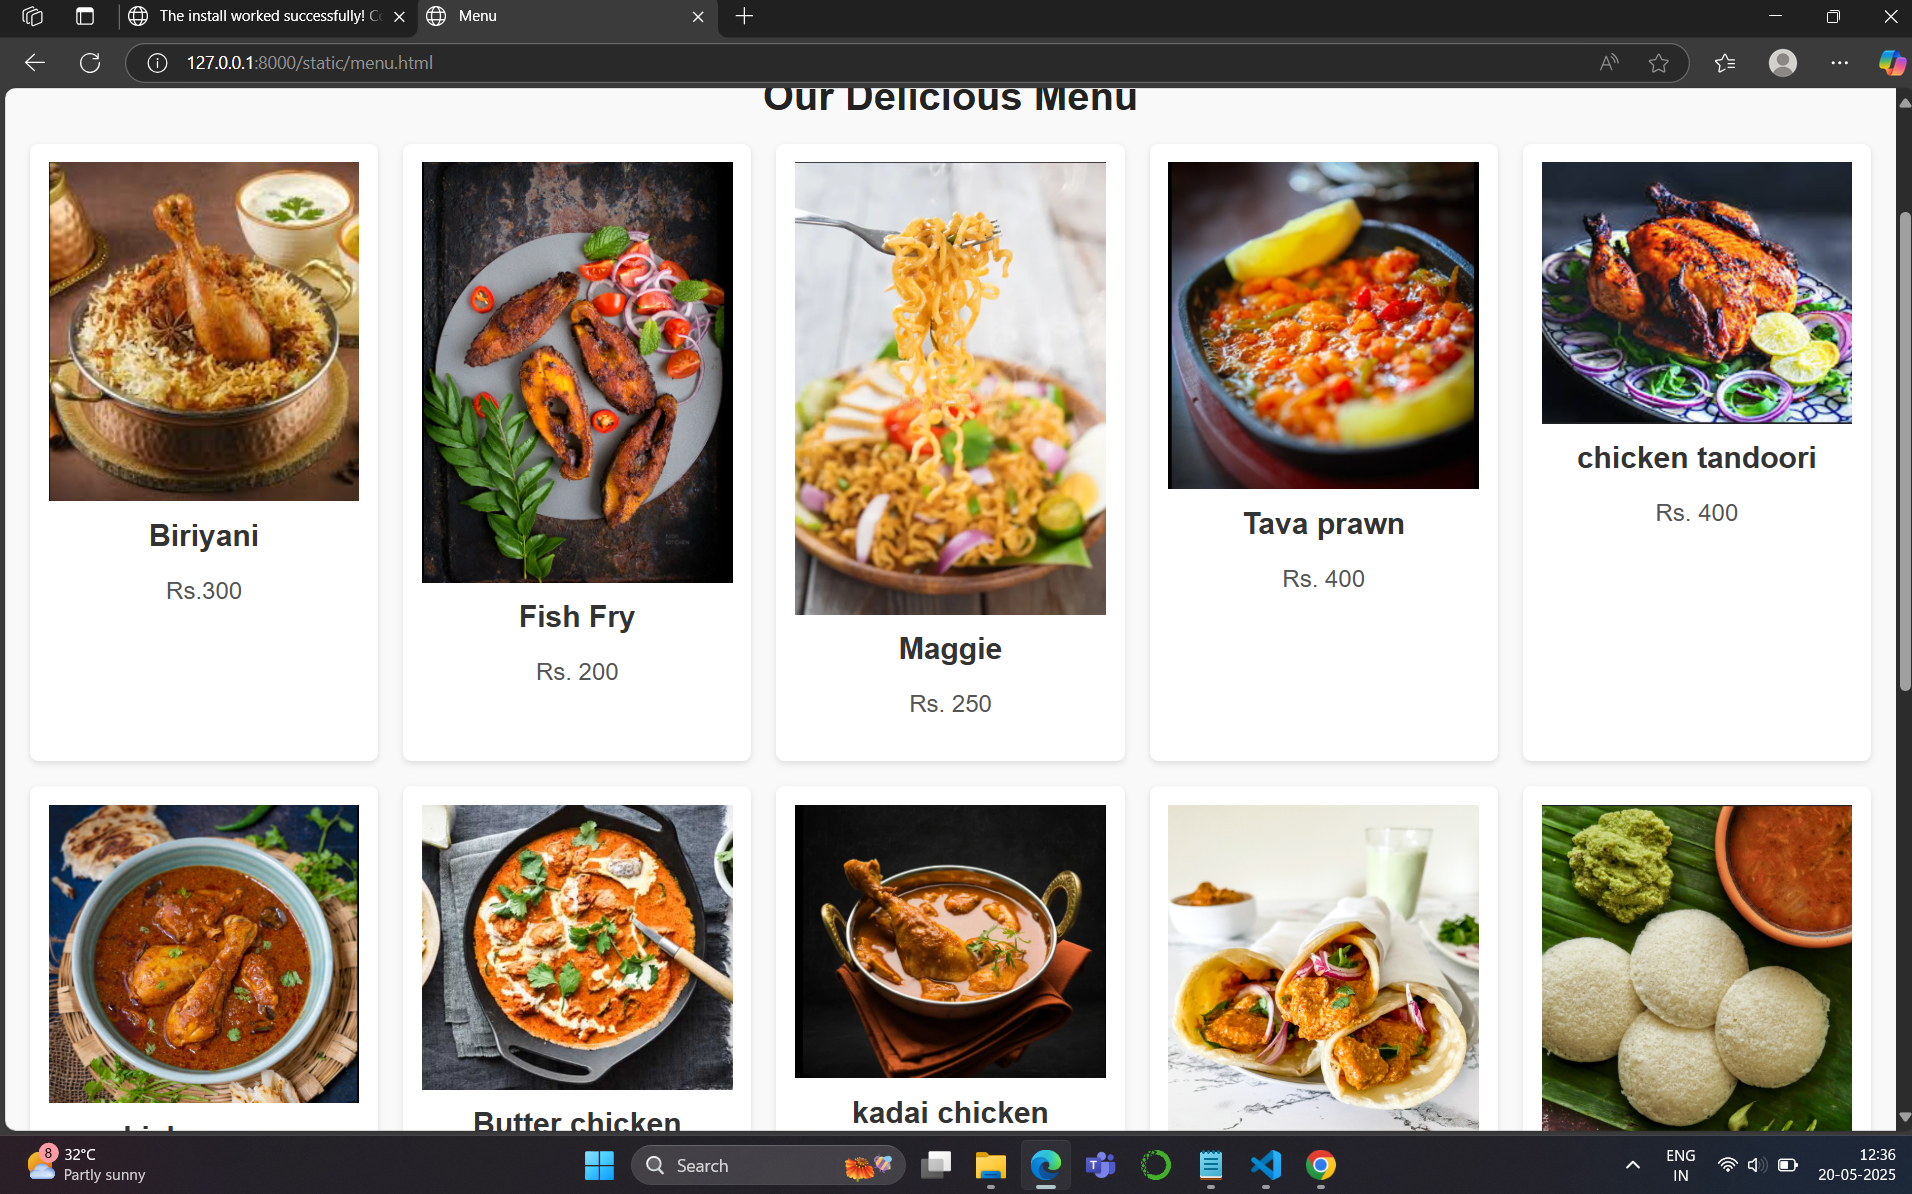 The install worked successfully! Co
Menu
127.0.0.1:8000/static/menu.html
Our Delicious Menu
Biriyani
Rs.300
Fish Fry
Rs. 200
Maggie
Rs. 250
Tava prawn
Rs. 400
chicken tandoori
Rs. 400
Butter chicken
kadai chicken
8
32°C
Partly sunny
Search
ENG
IN
12:36
20-05-2025